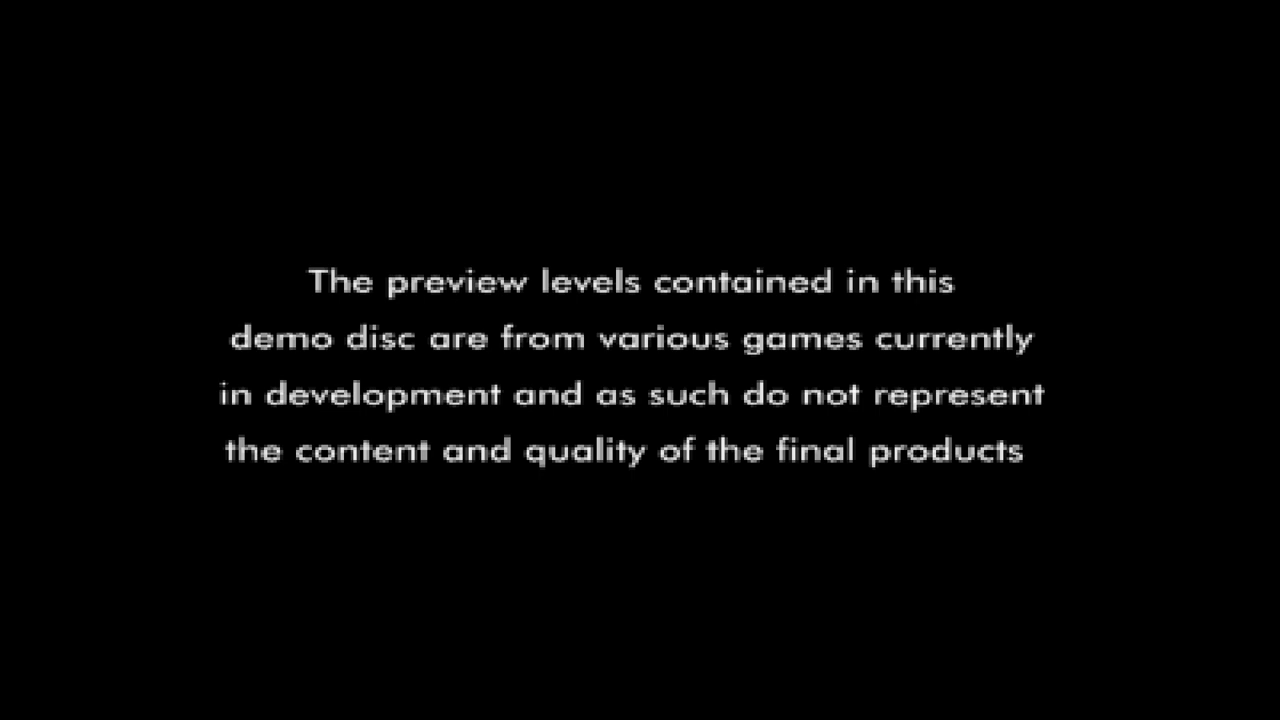 The preview levels contained in this
demo disc are from various games currently
in development and as such do not represent
the content and quality of the final products